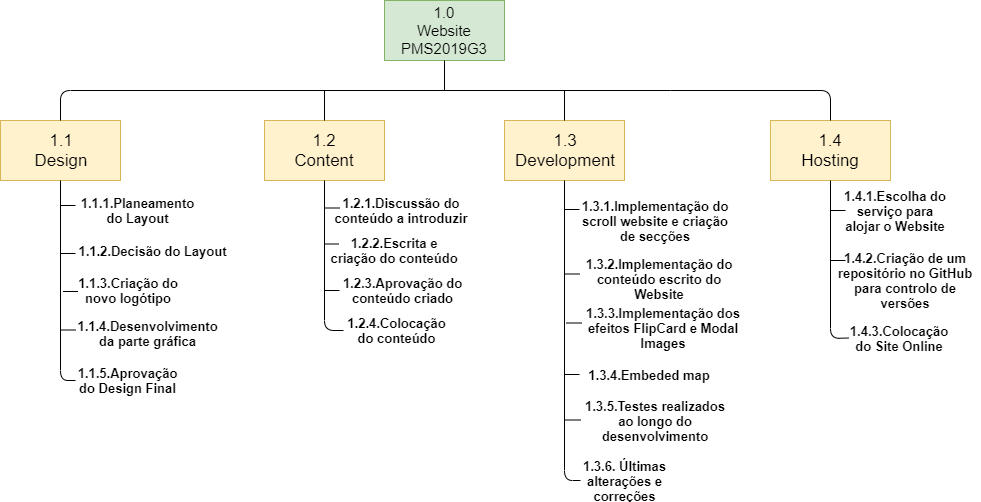 1.0
Website
PMS2019G3
1.1
Design
1.1.1.Planeamento
do Layout
1.1.2.Decisão do Layout
1.1.3.Criação do
novo logótipo
1.1.4.Desenvolvimento
da parte gráfica
1.1.5.Aprovação
do Design Final
1.2
Content
1.2.1.Discussão do
conteúdo a introduzir
1.2.2.Escrita e
criação do conteúdo
1.2.3.Aprovação do
conteúdo criado
1.2.4.Colocação
do conteúdo
1.3
Development
1.3.1.Implementação do
scroll website e criação
de secções
1.3.2.Implementação do
conteúdo escrito do
Website
1.3.3.Implementação dos
efeitos FlipCard e Modal
Images
1.3.4.Embeded map
1.3.5.Testes realizados
ao longo do
desenvolvimento
1.3.6. Últimas
alterações e
correções
1.4
Hosting
1.4.1.Escolha do
serviço para
alojar o Website
1.4.2.Criação de um
repositório no GitHub
para controlo de
versões
1.4.3.Colocação
do Site Online